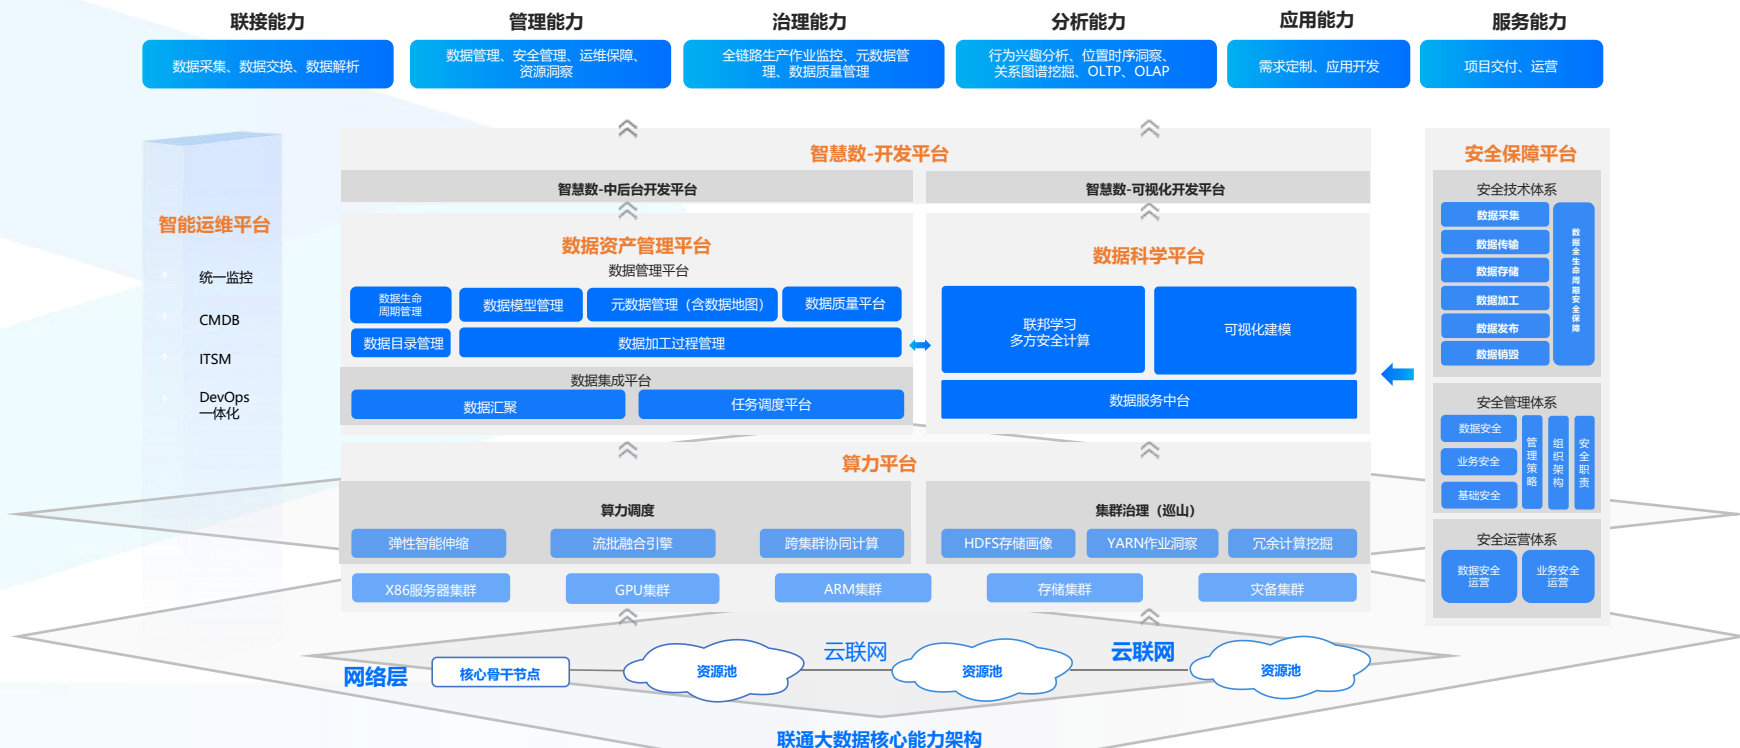 联接能力
管理能力
治理能力
分析能力
应用能力
服务能力
数据采集、数据交换、数据解析
数据管理、安全管理、运维保障、
资源洞察
全链路生产作业监控、元数据管
理、数据质量管理
行为兴趣分析、位置时序洞察、
关系图谱挖掘、OLTP、OLAP
需求定制、应用开发
项目交付、运营
智能运维平台
统一监控
CMDB
ITSM
DevOps
一体化
智慧数-开发平台
智慧数-中后台开发平台
智慧数-可视化开发平台
数据资产管理平台
数据管理平台
数据生命
周期管理
数据模型管理
元数据管理（含数据地图）
数据质量平台
数据目录管理
数据加工过程管理
数据集成平台
数据汇聚
任务调度平台
数据科学平台
联邦学习
多方安全计算
可视化建模
数据服务中台
算力平台
算力调度
弹性智能伸缩
流批融合引擎
跨集群协同计算
集群治理（巡山）
HDFS存储画像
YARN作业洞察
冗余计算挖掘
X86服务器集群
GPU集群
ARM集群
存储集群
灾备集群
安全保障平台
安全技术体系
数据采集
数据传输
数据存储
数据加工
数据发布
数据销毁
数据全生命周期安全保障
安全管理体系
数据安全
业务安全
基础安全
管理策略
组织架构
安全职责
安全运营体系
数据安全
运营
业务安全
运营
网络层
核心骨干节点
资源池
云联网
资源池
云联网
资源池
联通大数据核心能力架构